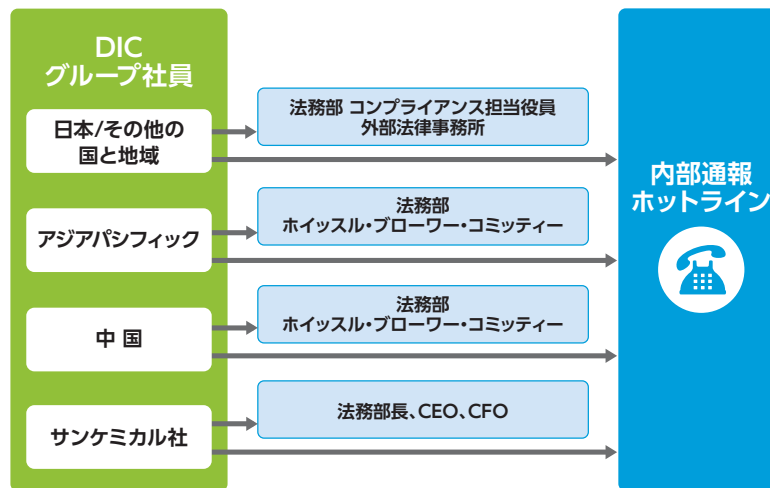 DIC
グループ社員
日本/その他の
国と地域
法務部 コンプライアンス担当役員
外部法律事務所
アジアパシフィック
法務部
ホイッスル・ブローワー・コミッティー
中 国
法務部
ホイッスル・ブローワー・コミッティー
サンケミカル社
法務部長、CEO、CFO
内部通報
ホットライン